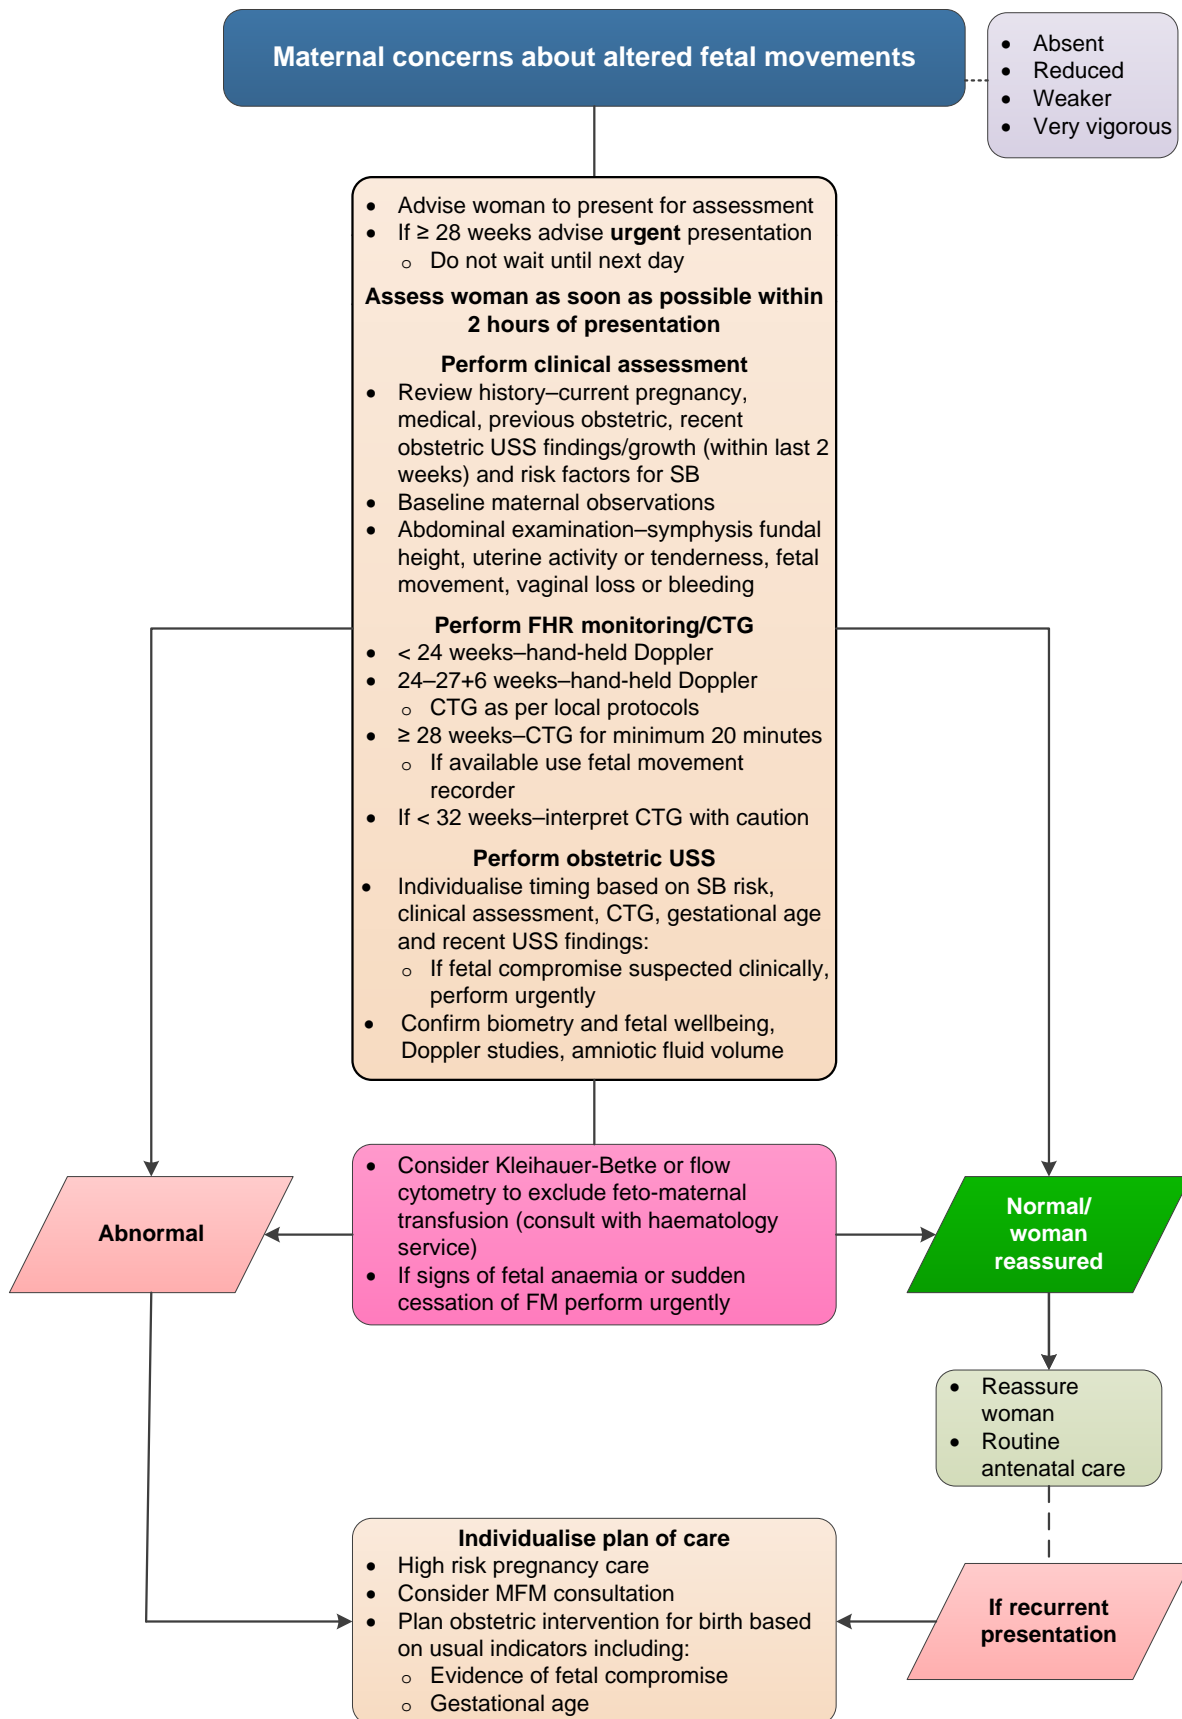 Maternal concerns about altered fetal movements
• Absent
• Reduced
• Weaker
• Very vigorous
• Advise woman to present for assessment
• If ≥ 28 weeks advise urgent presentation
o Do not wait until next day
Assess woman as soon as possible within
2 hours of presentation
Perform clinical assessment
• Review history–current pregnancy,
medical, previous obstetric, recent
obstetric USS findings/growth (within last 2
weeks) and risk factors for SB
• Baseline maternal observations
• Abdominal examination–symphysis fundal
height, uterine activity or tenderness, fetal
movement, vaginal loss or bleeding
Perform FHR monitoring/CTG
• < 24 weeks–hand-held Doppler
• 24–27+6 weeks–hand-held Doppler
o CTG as per local protocols
• ≥ 28 weeks–CTG for minimum 20 minutes
o If available use fetal movement
recorder
• If < 32 weeks–interpret CTG with caution
Perform obstetric USS
• Individualise timing based on SB risk,
clinical assessment, CTG, gestational age
and recent USS findings:
o If fetal compromise suspected clinically,
perform urgently
• Confirm biometry and fetal wellbeing,
Doppler studies, amniotic fluid volume
Abnormal
• Consider Kleihauer-Betke or flow
cytometry to exclude feto-maternal
transfusion (consult with haematology
service)
• If signs of fetal anaemia or sudden
cessation of FM perform urgently
Normal/
woman
reassured
• Reassure
woman
• Routine
antenatal care
Individualise plan of care
• High risk pregnancy care
• Consider MFM consultation
• Plan obstetric intervention for birth based
on usual indicators including:
o Evidence of fetal compromise
o Gestational age
If recurrent
presentation